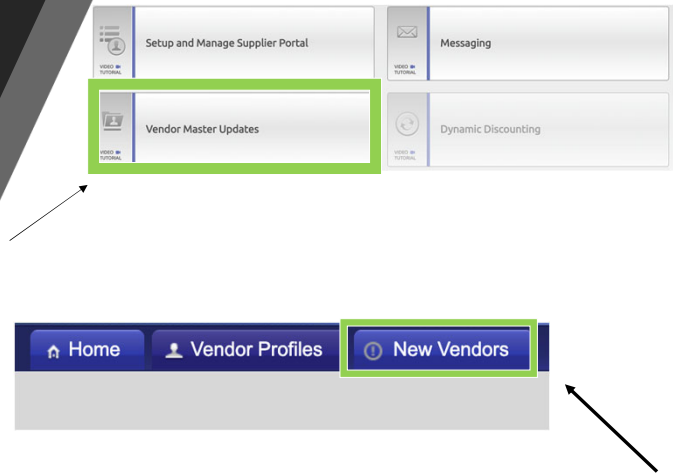 Setup and Manage Supplier Portal
VIDEO
TUTORIAL
Messaging
VIDEO
TUTORIAL
Vendor Master Updates
VIDEO
TUTORIAL
Dynamic Discounting
VIDEO
TUTORIAL
Home
Vendor Profiles
New Vendors